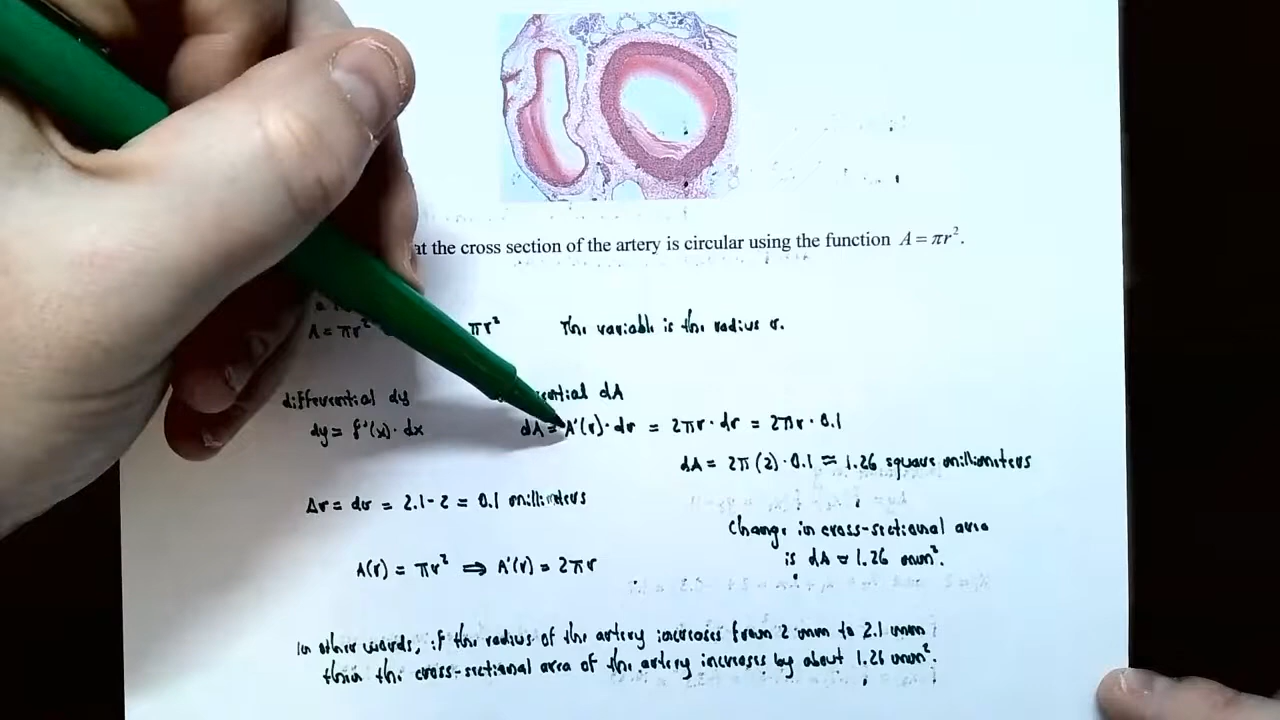 at the cross section of the artery is circular using the function A = πr².
A = πr² πr² The variable is the radius r.
differential dy ential dA
dy = f'(x)·dx dA = A'(r)·dr = 2πr·dr = 2πr·0.1
dA = 2π(2)·0.1 ≈ 1.26 square millimeters
Δr = dr = 2.1-2 = 0.1 millimeters
Change in cross-sectional area
is dA ≈ 1.26 mm².
A(r) = πr² ⟹ A'(r) = 2πr
In other words, if the radius of the artery increases from 2 mm to 2.1 mm
then the cross-sectional area of the artery increases by about 1.26 mm².